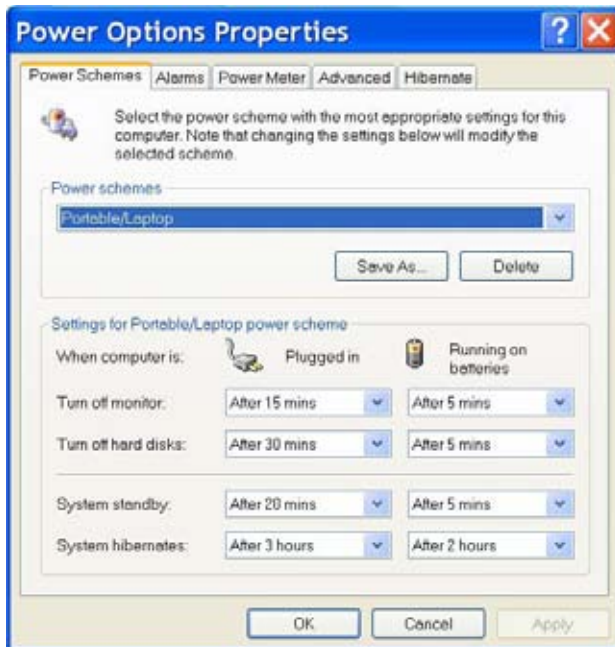 Power Options Properties
Power Schemes Alarms Power Meter Advanced Hibernate
Select the power scheme with the most appropriate settings for this
computer. Note that changing the settings below will modify the
selected scheme.
Power schemes
Portable/Laptop
Save As... Delete
Settings for Portable/Laptop power scheme
When computer is: Plugged in Running on
batteries
Turn off monitor: After 15 mins After 5 mins
Turn off hard disks: After 30 mins After 5 mins
System standby: After 20 mins After 5 mins
System hibernates: After 3 hours After 2 hours
OK Cancel Apply